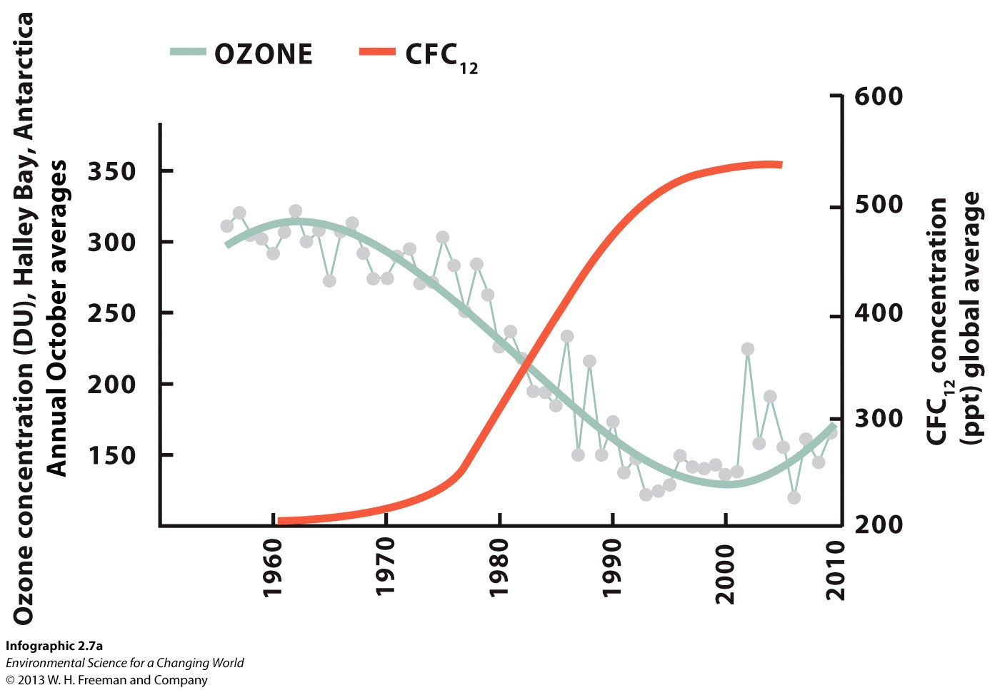 Ozone concentration (DU), Halley Bay, Antarctica
Annual October averages
OZONE
CFC12
350
300
250
200
150
600
500
400
300
200
CFC12 concentration
(ppt) global average
1960
1970
1980
1990
2000
2010
Infographic 2.7a
Environmental Science for a Changing World
© 2013 W. H. Freeman and Company